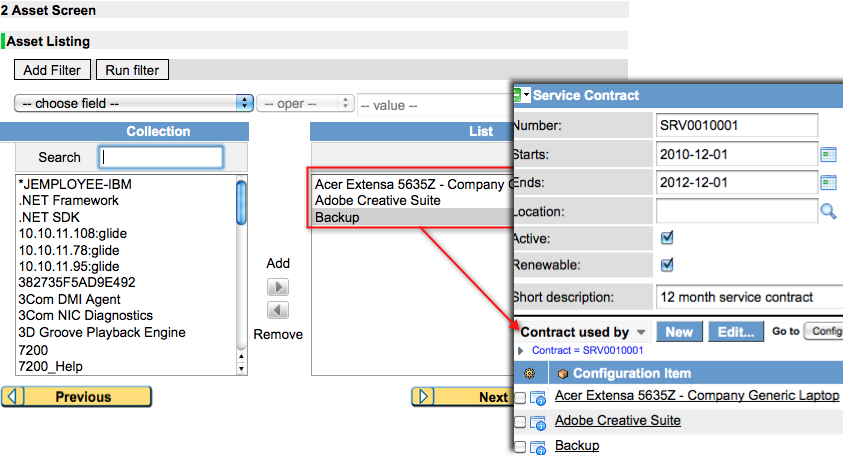 2 Asset Screen
Asset Listing
Add Filter Run filter
-- choose field -- -- oper -- -- value --
Collection List
Search
*JEMPLOYEE-IBM
.NET Framework
.NET SDK
10.10.11.108:glide
10.10.11.78:glide
10.10.11.95:glide
382735F5AD9E492
3Com DMI Agent
3Com NIC Diagnostics
3D Groove Playback Engine
7200
7200_Help
Add
Remove
Acer Extensa 5635Z - Company
Adobe Creative Suite
Backup
Previous Next
Service Contract
Number: SRV0010001
Starts: 2010-12-01
Ends: 2012-12-01
Location:
Active:
Renewable:
Short description: 12 month service contract
Contract used by New Edit... Go to Config
Contract = SRV0010001
Configuration Item
Acer Extensa 5635Z - Company Generic Laptop
Adobe Creative Suite
Backup